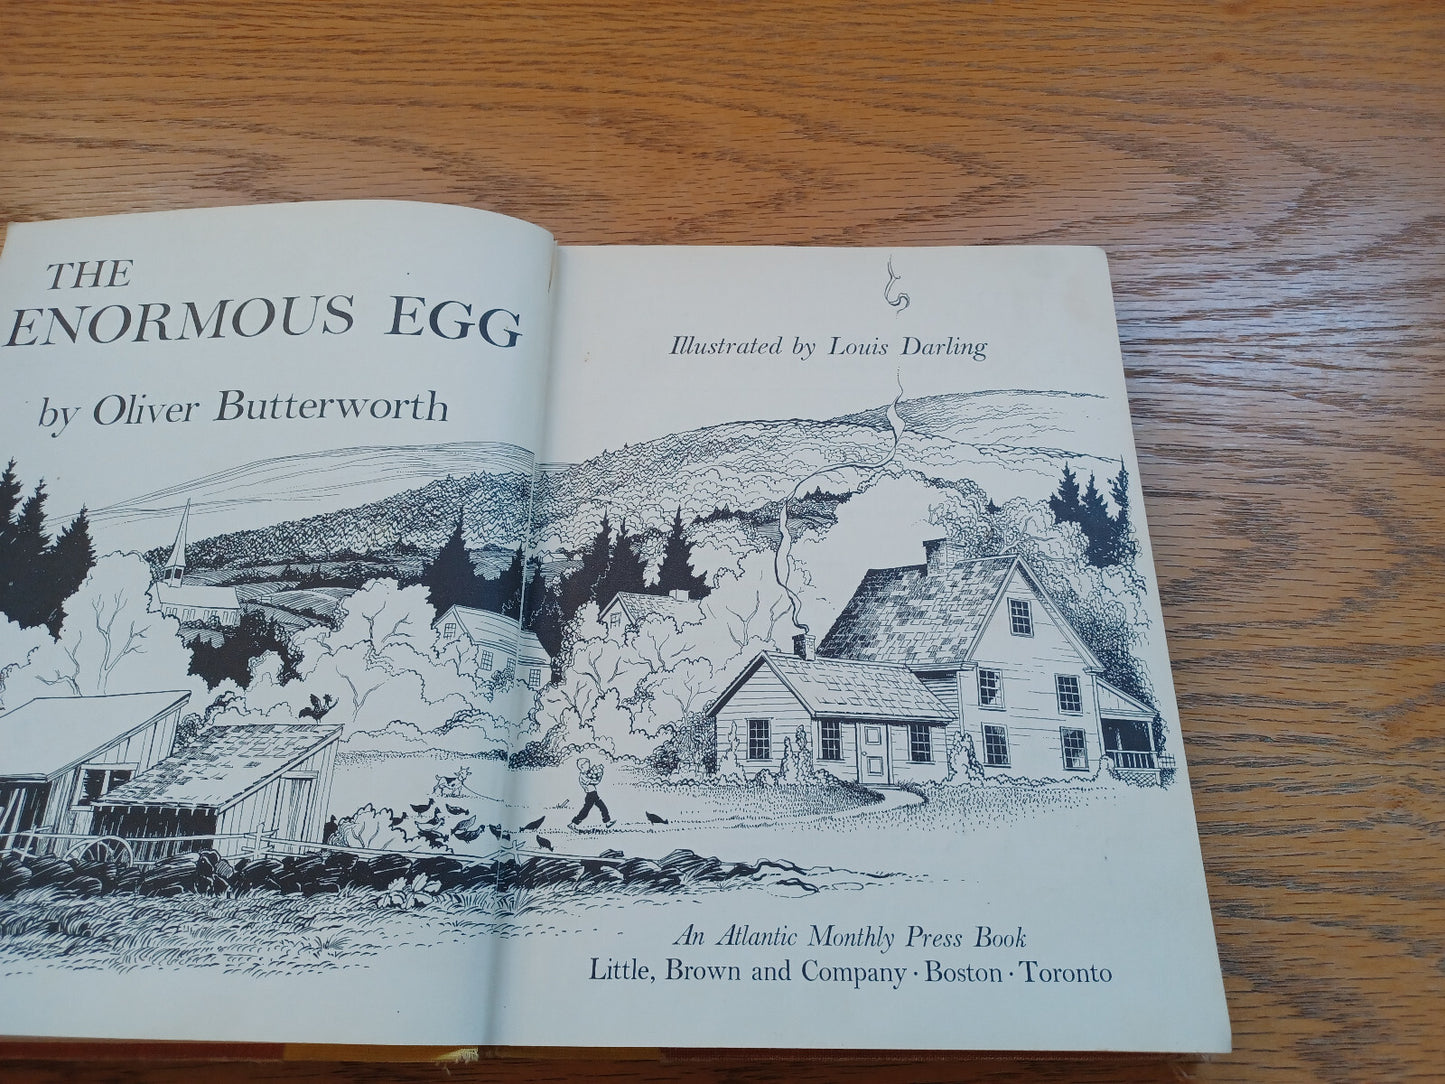 THE
ENORMOUS EGG
by Oliver Butterworth
Illustrated by Louis Darling
An Atlantic Monthly Press Book
Little, Brown and Company · Boston · Toronto